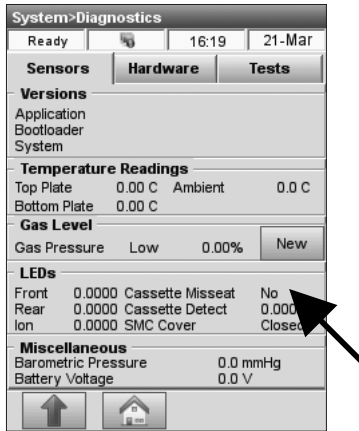 System>Diagnostics
Ready 16:19 21-Mar
Sensors Hardware Tests
Versions
Application
Bootloader
System
Temperature Readings
Top Plate 0.00 C Ambient 0.0 C
Bottom Plate 0.00 C
Gas Level
Gas Pressure Low 0.00% New
LEDs
Front 0.0000 Cassette Misseat No
Rear 0.0000 Cassette Detect 0.000
Ion 0.0000 SMC Cover Closed
Miscellaneous
Barometric Pressure 0.0 mmHg
Battery Voltage 0.0 V